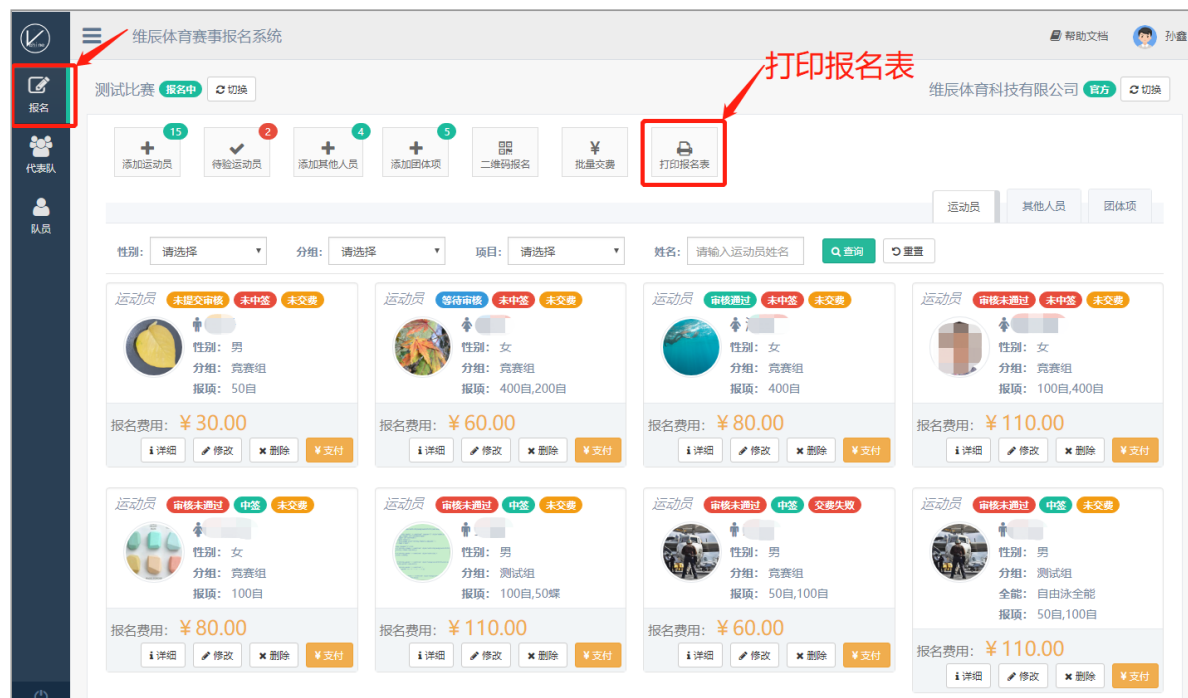 维辰体育赛事报名系统
帮助文档
孙鑫
打印报名表
报名
代表队
队员
测试比赛 报名中 切换
维辰体育科技有限公司 官方 切换
15 2 4 5
添加运动员 待验运动员 添加其他人员 添加团体项 二维码报名 批量交费 打印报名表
运动员 其他人员 团体项
性别: 请选择 分组: 请选择 项目: 请选择 姓名: 请输入运动员姓名 查询 重置
运动员 未提交审核 未中签 未交费
性别: 男
分组: 竞赛组
报项: 50自
报名费用: ¥30.00
详细 修改 删除 ¥支付
运动员 等待审核 未中签 未交费
性别: 女
分组: 竞赛组
报项: 400自,200自
报名费用: ¥60.00
详细 修改 删除 ¥支付
运动员 审核通过 未中签 未交费
性别: 女
分组: 竞赛组
报项: 400自
报名费用: ¥80.00
详细 修改 删除 ¥支付
运动员 审核未通过 未中签 未交费
性别: 女
分组: 竞赛组
报项: 100自,400自
报名费用: ¥110.00
详细 修改 删除 ¥支付
运动员 审核未通过 中签 未交费
性别: 女
分组: 竞赛组
报项: 100自
报名费用: ¥80.00
详细 修改 删除 ¥支付
运动员 审核未通过 中签 未交费
性别: 男
分组: 测试组
报项: 100自,50蝶
报名费用: ¥110.00
详细 修改 删除 ¥支付
运动员 审核未通过 中签 交费失败
性别: 男
分组: 竞赛组
报项: 50自,100自
报名费用: ¥60.00
详细 修改 删除 ¥支付
运动员 审核未通过 中签 未交费
性别: 男
分组: 测试组
全能: 自由泳全能
报项: 50自,100自
报名费用: ¥110.00
详细 修改 删除 ¥支付